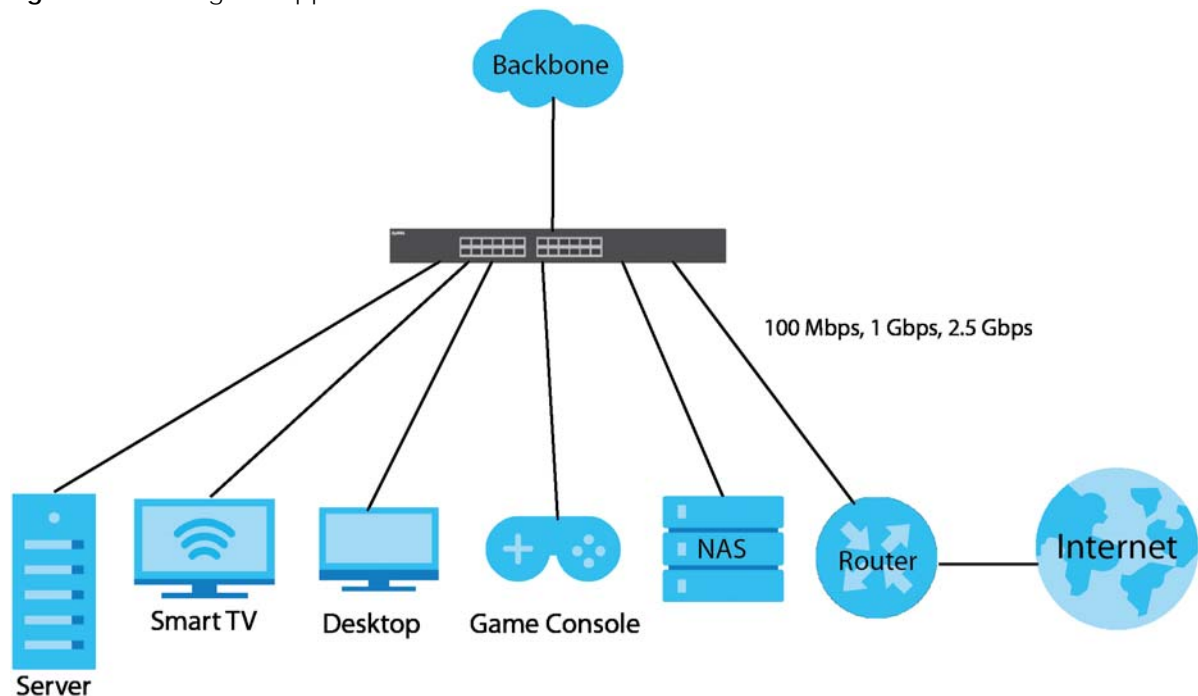 Backbone
100 Mbps, 1 Gbps, 2.5 Gbps
NAS
Router
Internet
Smart TV
Desktop
Game Console
Server